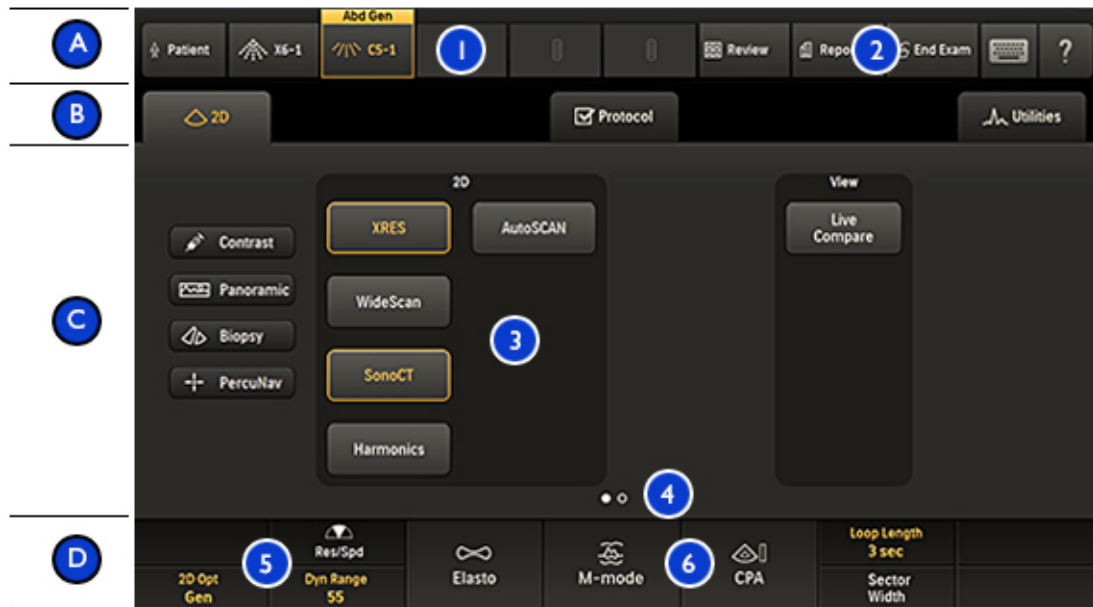 Abd Gen
A
Patient
X6-1
C5-1
1
Review
Repo
2
End Exam
?
B
2D
Protocol
Utilities
2D
View
XRES
AutoSCAN
Live
Compare
Contrast
Panoramic
WideScan
C
3
Biopsy
SonoCT
PercuNav
Harmonics
4
D
5
Res/Spd
Elasto
M-mode
6
CPA
Loop Length
3 sec
2D Opt
Gen
Dyn Range
55
Sector
Width